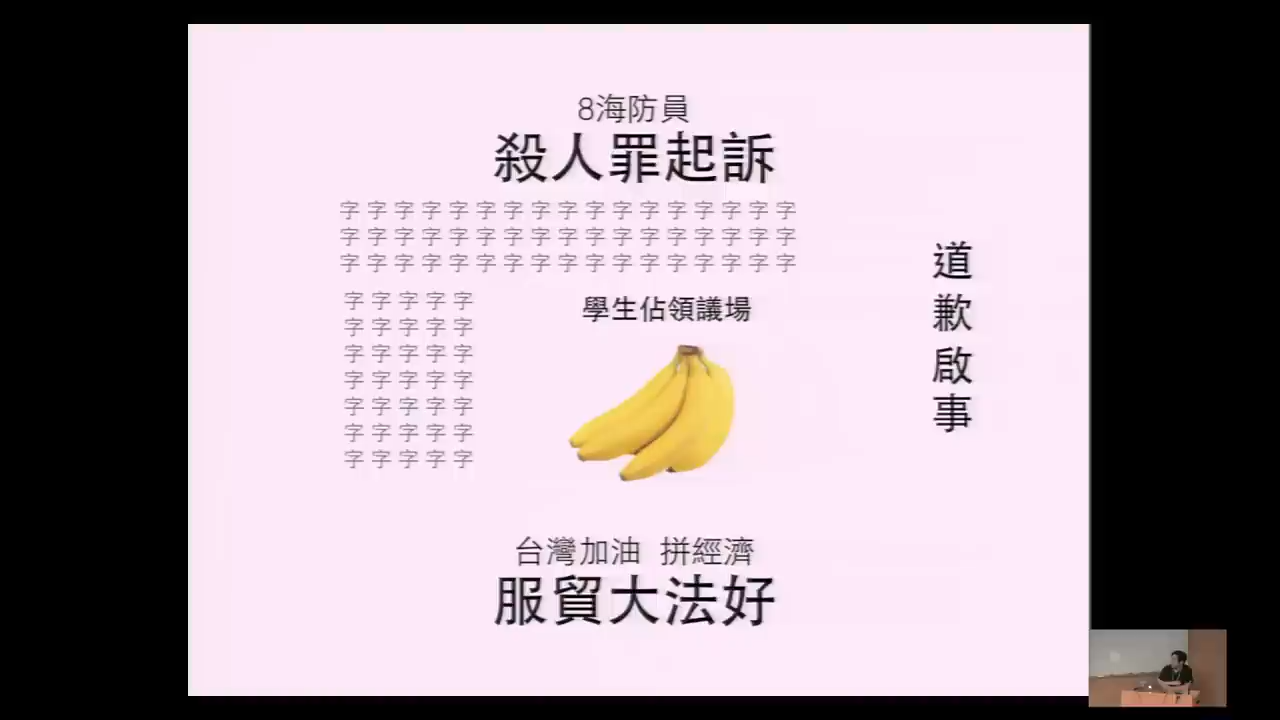 8海防員
殺人罪起訴
字字字字字字字字字字字字字字字字字
字字字字字字字字字字字字字字字字字
字字字字字字字字字字字字字字字字字
字字字字字
字字字字字
字字字字字
字字字字字
字字字字字
字字字字字
字字字字字
學生佔領議場
道歉啟事
台灣加油 拼經濟
服貿大法好